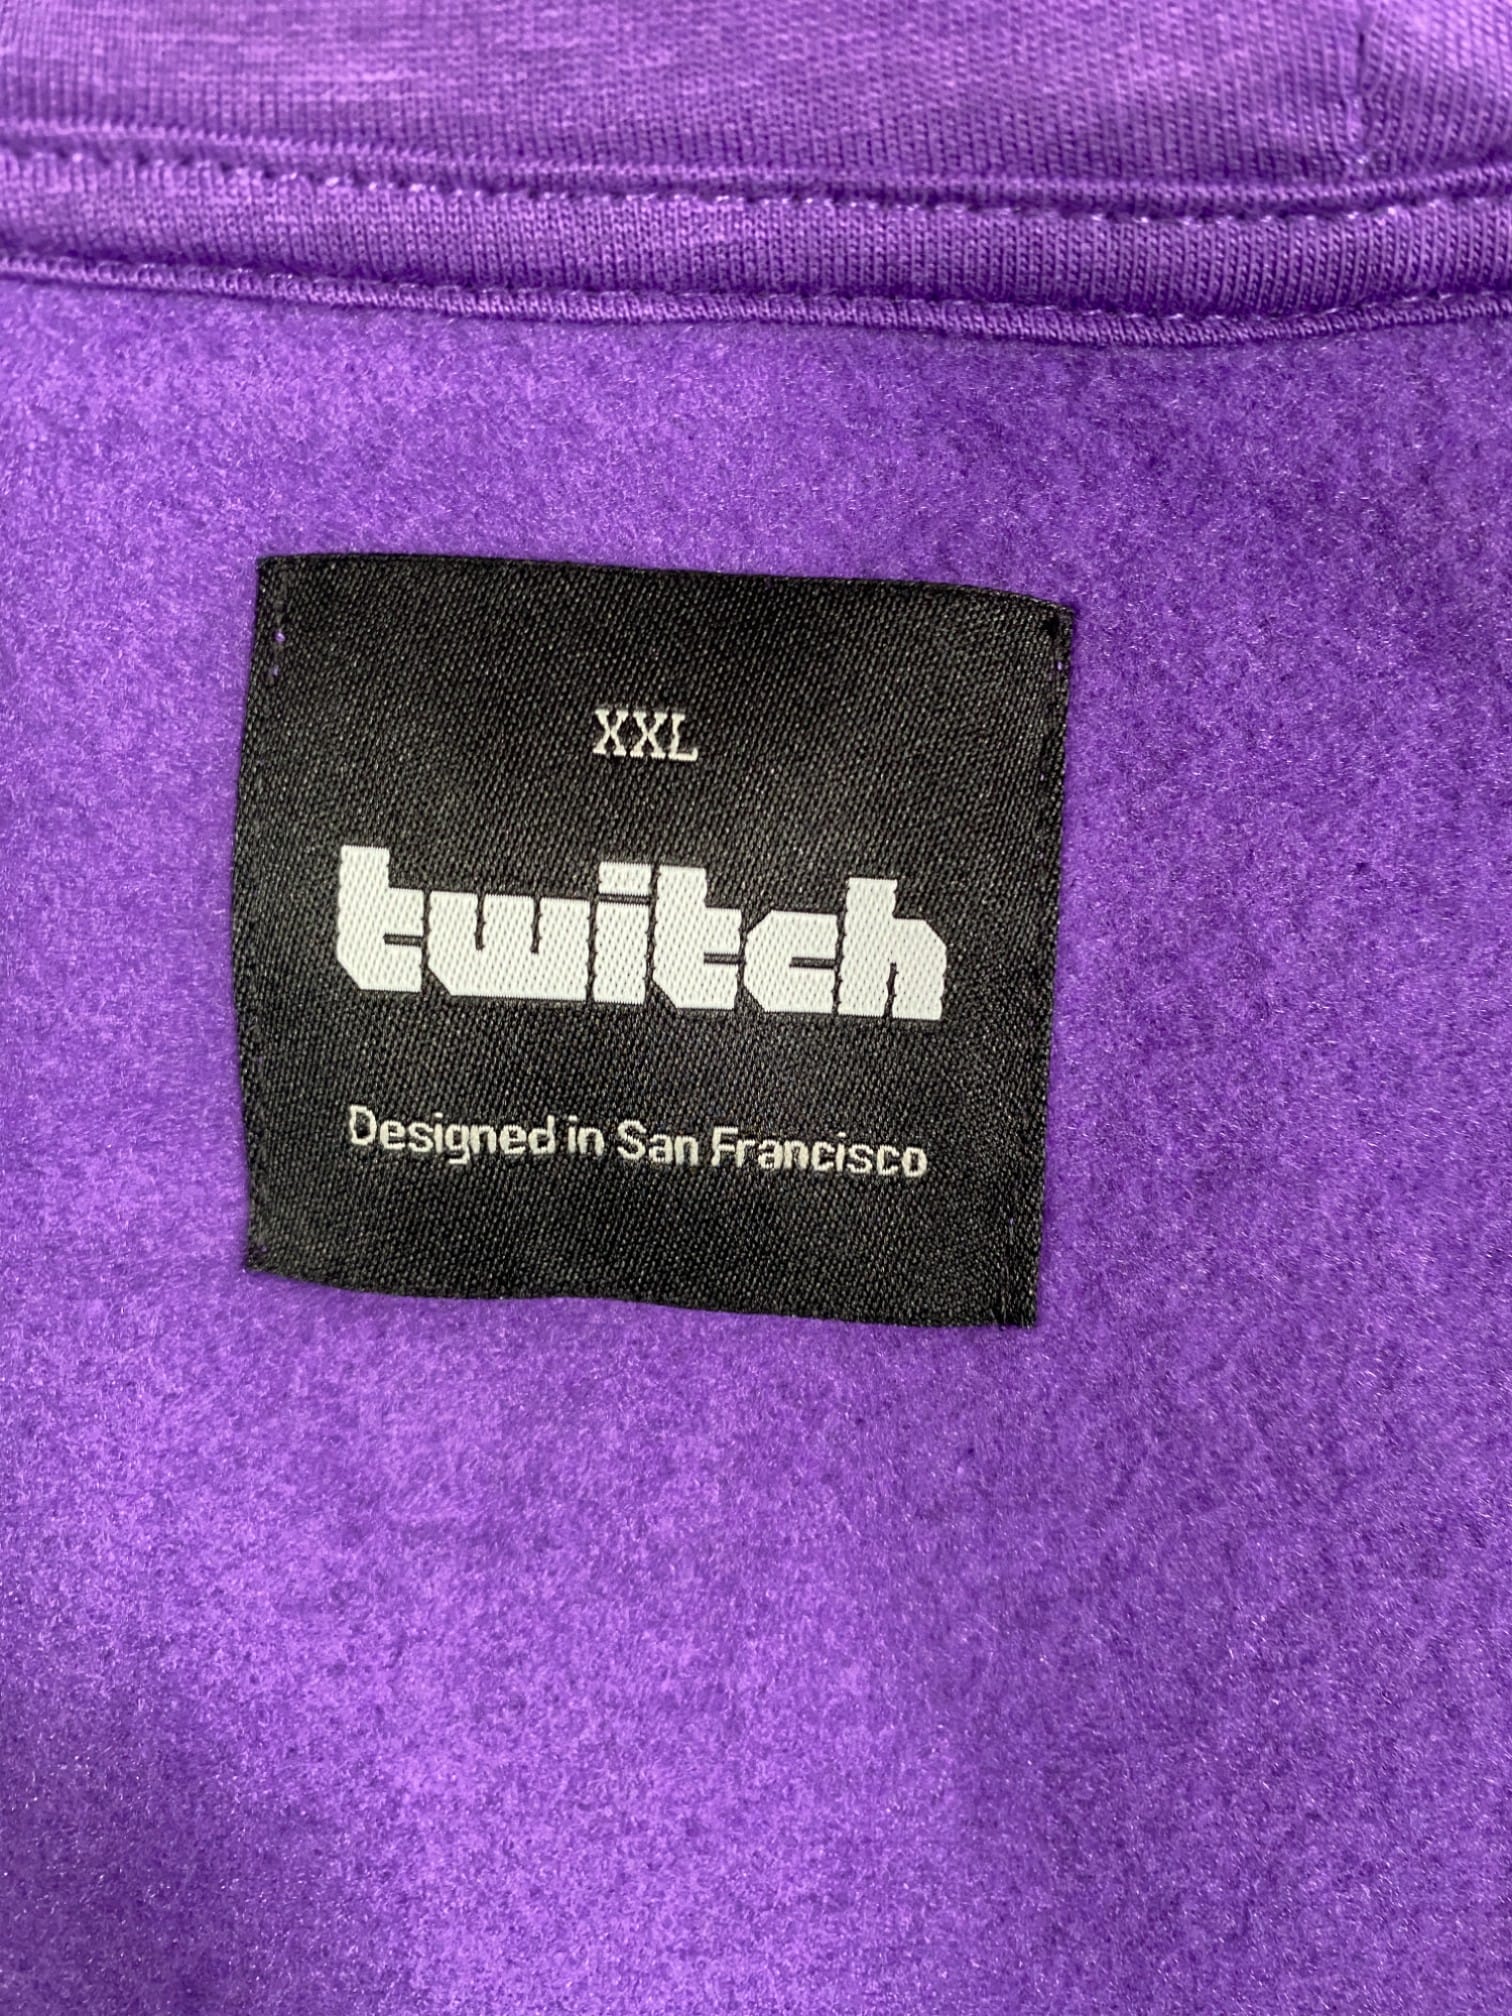 XXL
twitch
Designed in San Francisco